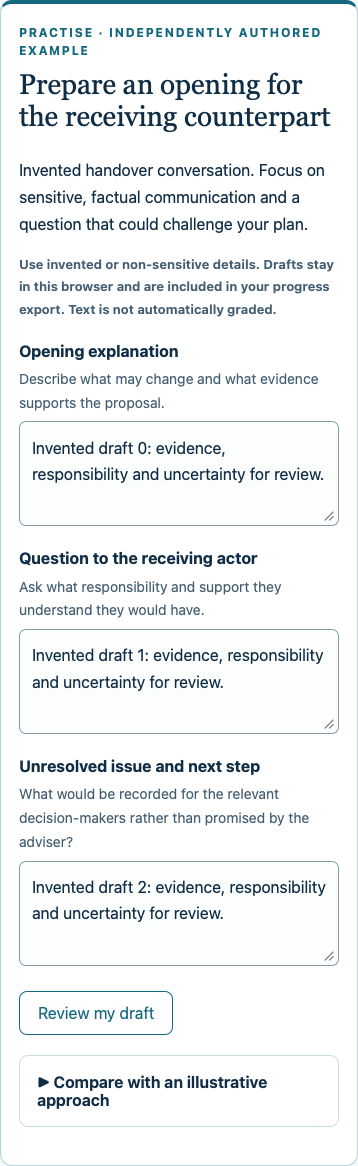 PRACTISE · INDEPENDENTLY AUTHORED
EXAMPLE
Prepare an opening for
the receiving counterpart
Invented handover conversation. Focus on
sensitive, factual communication and a
question that could challenge your plan.
Use invented or non-sensitive details. Drafts stay
in this browser and are included in your progress
export. Text is not automatically graded.
Opening explanation
Describe what may change and what evidence
supports the proposal.
Invented draft 0: evidence,
responsibility and uncertainty for review.
Question to the receiving actor
Ask what responsibility and support they
understand they would have.
Invented draft 1: evidence, responsibility
and uncertainty for review.
Unresolved issue and next step
What would be recorded for the relevant
decision-makers rather than promised by the
adviser?
Invented draft 2: evidence, responsibility
and uncertainty for review.
Review my draft
▶ Compare with an illustrative
approach